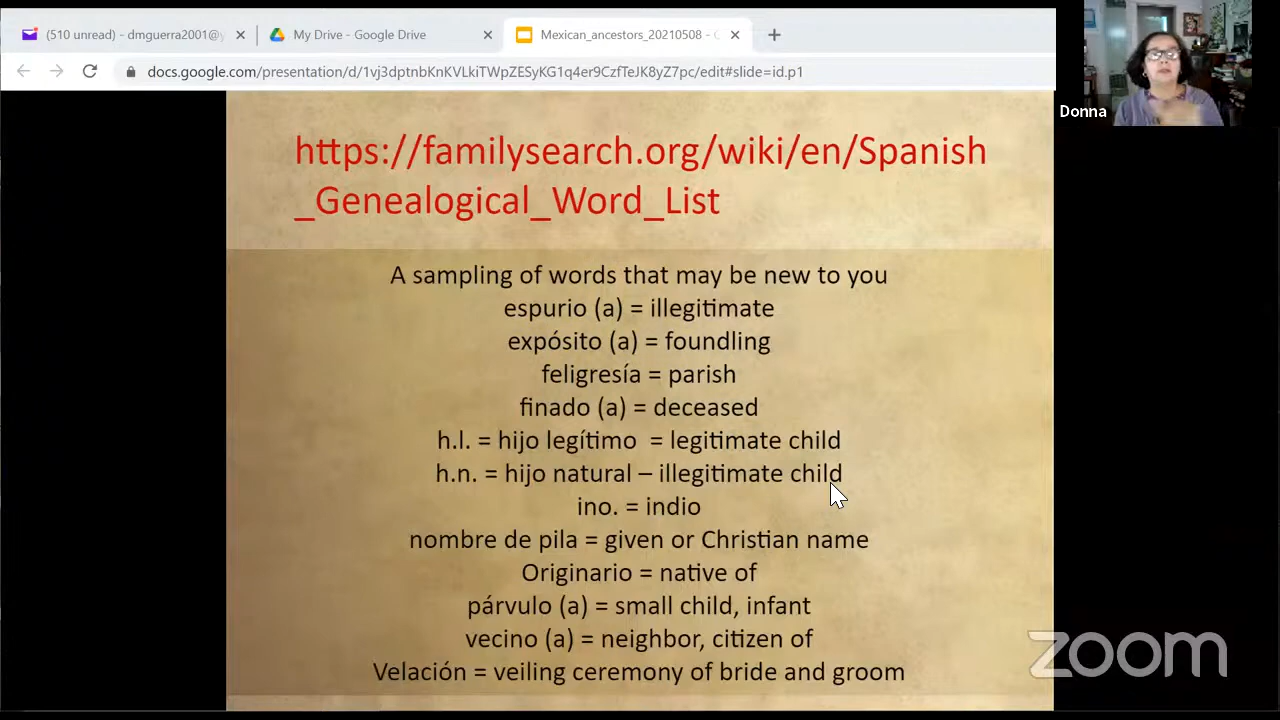 (510 unread) - dmguerra2001@y
My Drive - Google Drive
Mexican_ancestors_20210508 - G
docs.google.com/presentation/d/1vj3dptnbKnKVLkiTWpZESyKG1q4er9CzfTeJK8yZ7pc/edit#slide=id.p1
Donna
https://familysearch.org/wiki/en/Spanish
_Genealogical_Word_List
A sampling of words that may be new to you
espurio (a) = illegitimate
expósito (a) = foundling
feligresía = parish
finado (a) = deceased
h.l. = hijo legítimo = legitimate child
h.n. = hijo natural – illegitimate child
ino. = indio
nombre de pila = given or Christian name
Originario = native of
párvulo (a) = small child, infant
vecino (a) = neighbor, citizen of
Velación = veiling ceremony of bride and groom
zoom